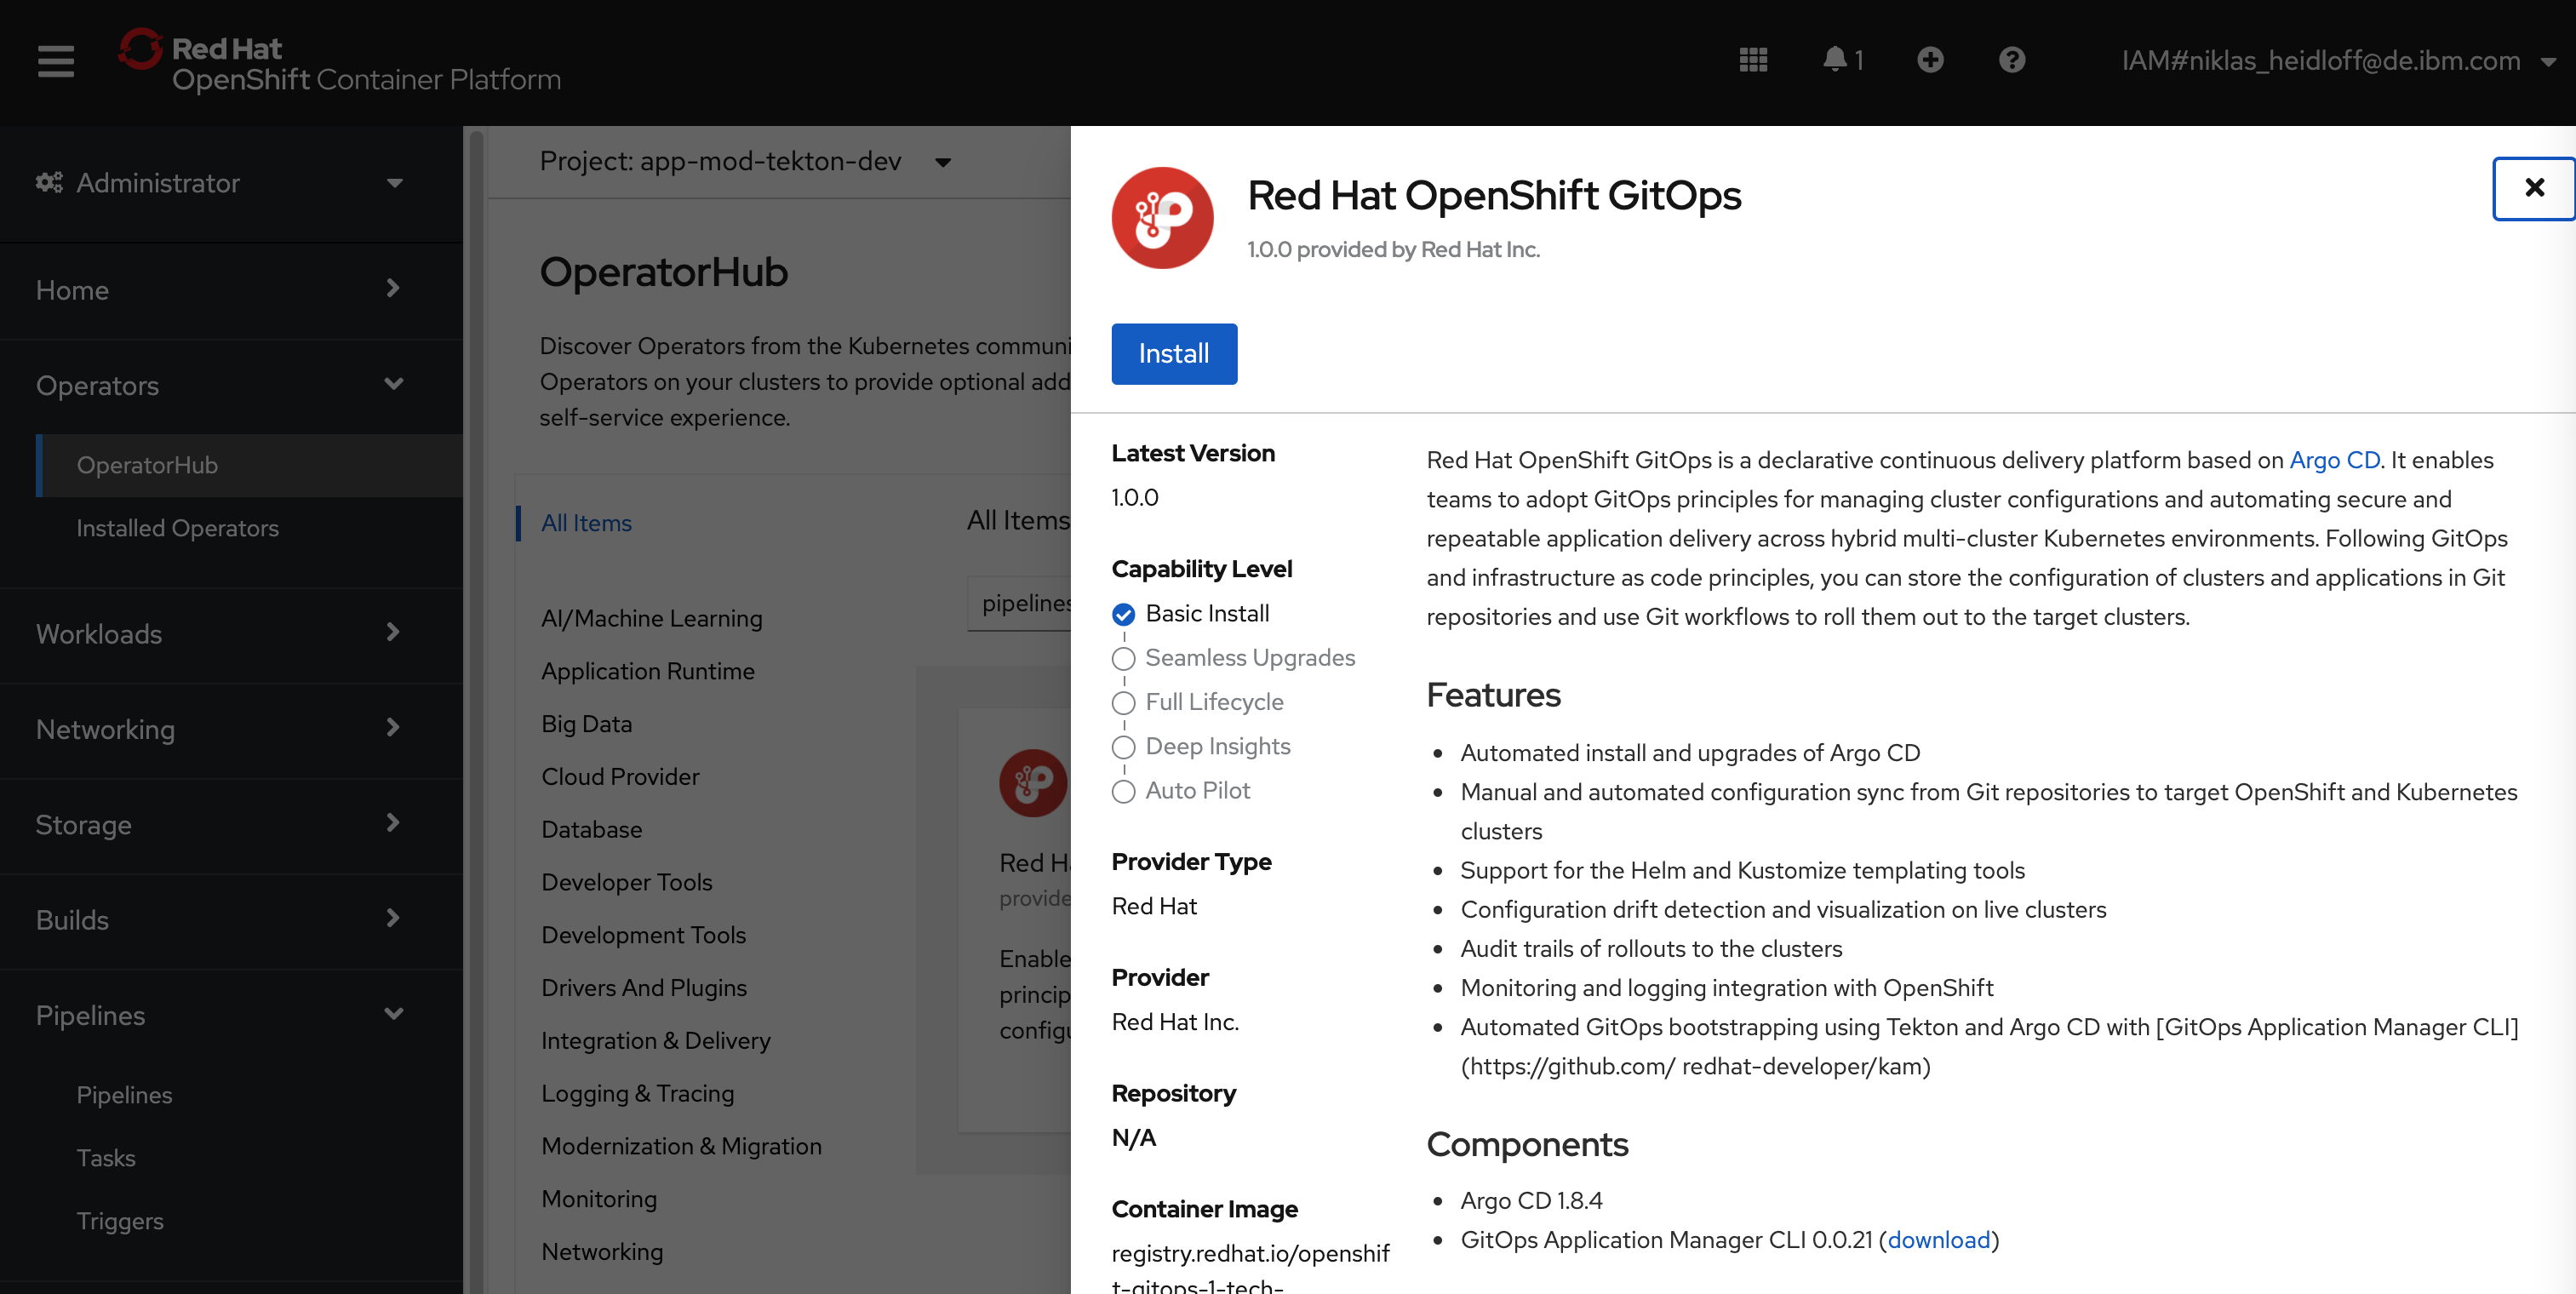 Red Hat
OpenShift Container Platform
1
IAM#niklas_heidloff@de.ibm.com
Administrator
Home
Operators
OperatorHub
Installed Operators
Workloads
Networking
Storage
Builds
Pipelines
Pipelines
Tasks
Triggers
Project: app-mod-tekton-dev
OperatorHub
Discover Operators from the Kubernetes communi
Operators on your clusters to provide optional add
self-service experience.
All Items
AI/Machine Learning
Application Runtime
Big Data
Cloud Provider
Database
Developer Tools
Development Tools
Drivers And Plugins
Integration & Delivery
Logging & Tracing
Modernization & Migration
Monitoring
Networking
All Items
pipelines
Red Ha
provide
Enable
princip
configu
Red Hat OpenShift GitOps
1.0.0 provided by Red Hat Inc.
Install
Latest Version
1.0.0
Capability Level
Basic Install
Seamless Upgrades
Full Lifecycle
Deep Insights
Auto Pilot
Provider Type
Red Hat
Provider
Red Hat Inc.
Repository
N/A
Container Image
registry.redhat.io/openshif
t-gitops-1-tech-
Red Hat OpenShift GitOps is a declarative continuous delivery platform based on Argo CD. It enables
teams to adopt GitOps principles for managing cluster configurations and automating secure and
repeatable application delivery across hybrid multi-cluster Kubernetes environments. Following GitOps
and infrastructure as code principles, you can store the configuration of clusters and applications in Git
repositories and use Git workflows to roll them out to the target clusters.
Features
Automated install and upgrades of Argo CD
Manual and automated configuration sync from Git repositories to target OpenShift and Kubernetes
clusters
Support for the Helm and Kustomize templating tools
Configuration drift detection and visualization on live clusters
Audit trails of rollouts to the clusters
Monitoring and logging integration with OpenShift
Automated GitOps bootstrapping using Tekton and Argo CD with [GitOps Application Manager CLI]
(https://github.com/ redhat-developer/kam)
Components
Argo CD 1.8.4
GitOps Application Manager CLI 0.0.21 (download)